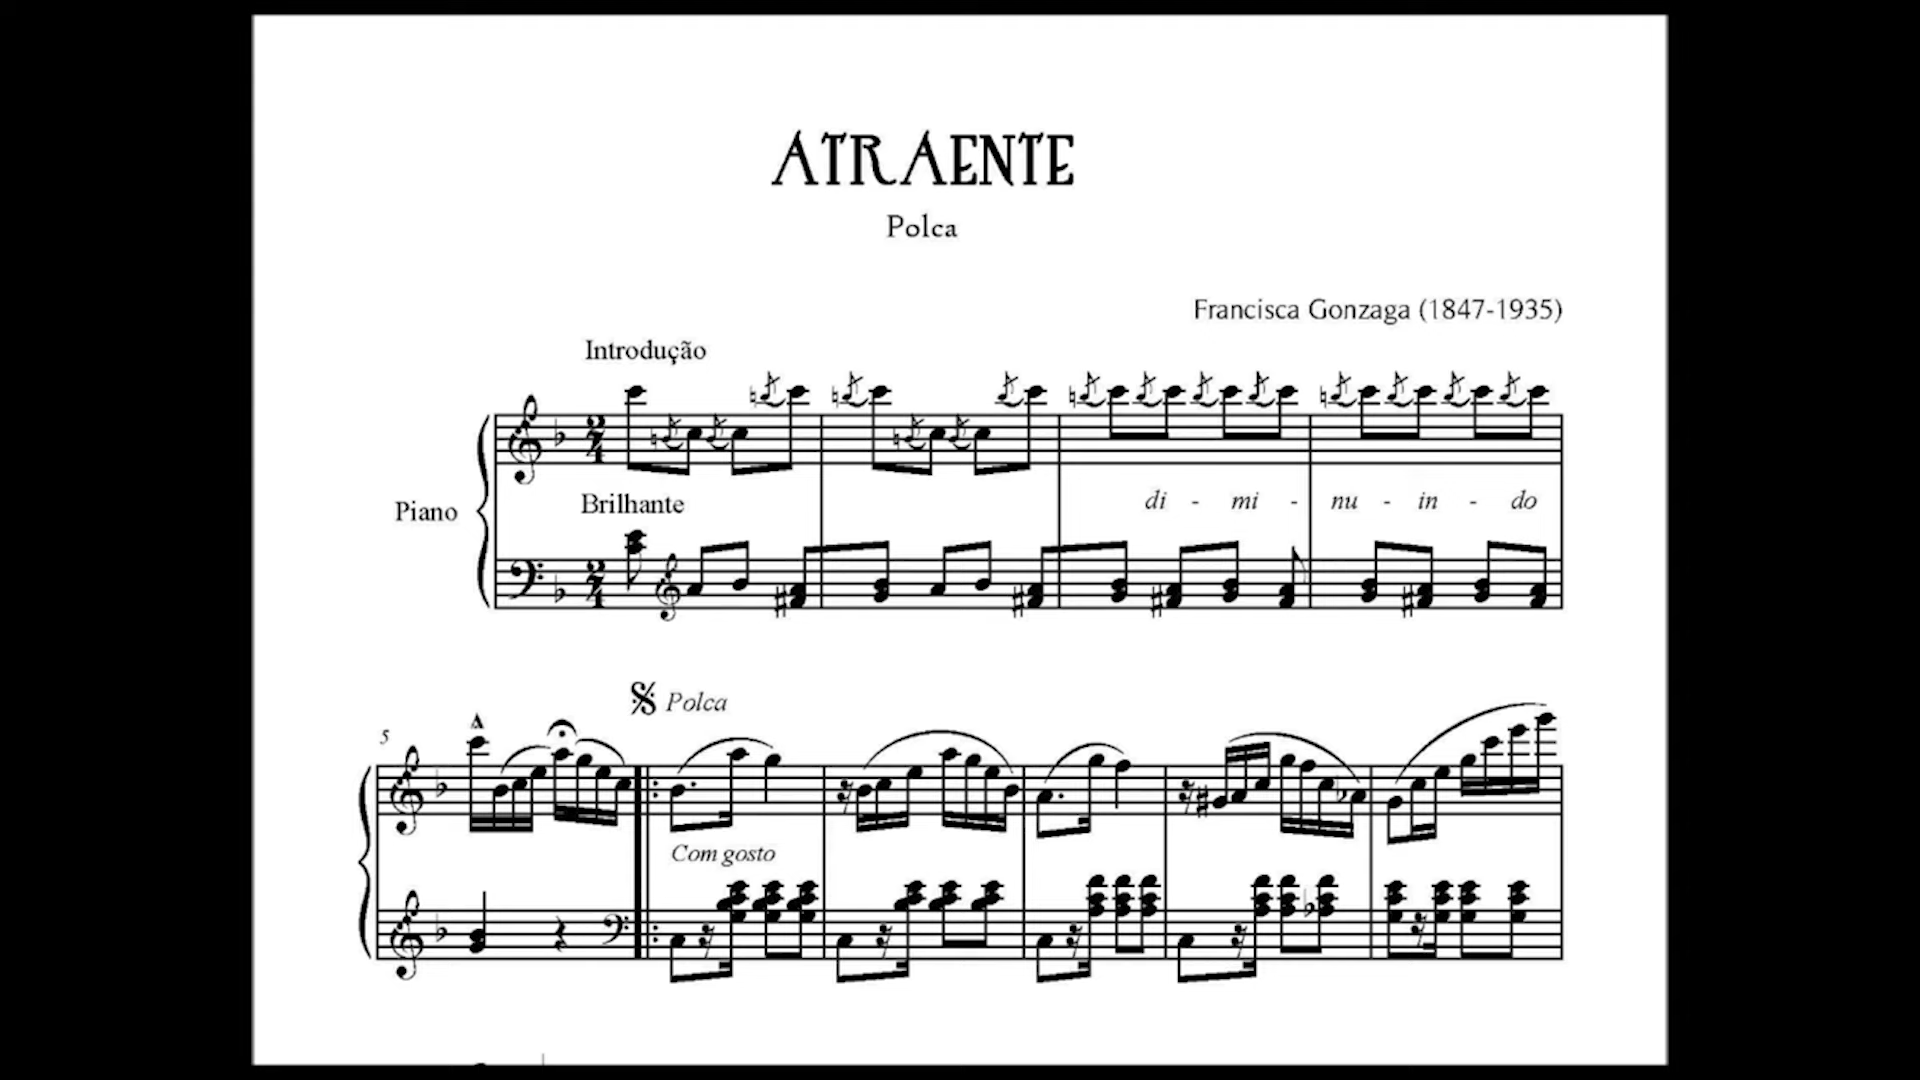 ATRAENTE
Polca
Francisca Gonzaga (1847-1935)
Introdução
Piano
Brilhante
di - mi - nu - in - do
5
Polca
Com gosto